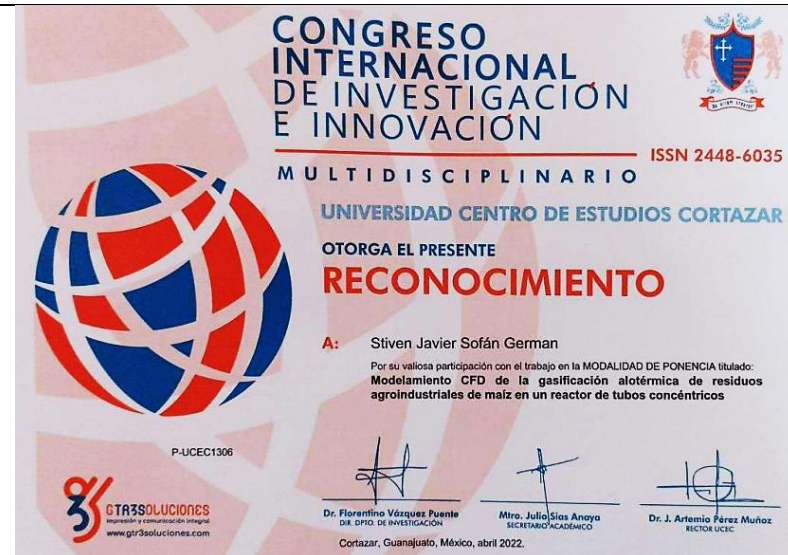 CONGRESO
INTERNACIONAL
DE INVESTIGACIÓN
E INNOVACIÓN
ISSN 2448-6035
MULTIDISCIPLINARIO
UNIVERSIDAD CENTRO DE ESTUDIOS CORTAZAR
OTORGA EL PRESENTE
RECONOCIMIENTO
A: Stiven Javier Sofán German
Por su valiosa participación con el trabajo en la MODALIDAD DE PONENCIA titulado:
Modelamiento CFD de la gasificación alotérmica de residuos
agroindustriales de maíz en un reactor de tubos concéntricos
P-UCEC1306
GTR3SOLUCIONES
impresión y comunicación integral
www.gtr3soluciones.com
Dr. Florentino Vázquez Puente
DIR. DPTO. DE INVESTIGACIÓN
Mtro. Julio Sias Anaya
SECRETARIO ACADÉMICO
Dr. J. Artemio Pérez Muñoz
RECTOR UCEC
Cortazar, Guanajuato, México, abril 2022.